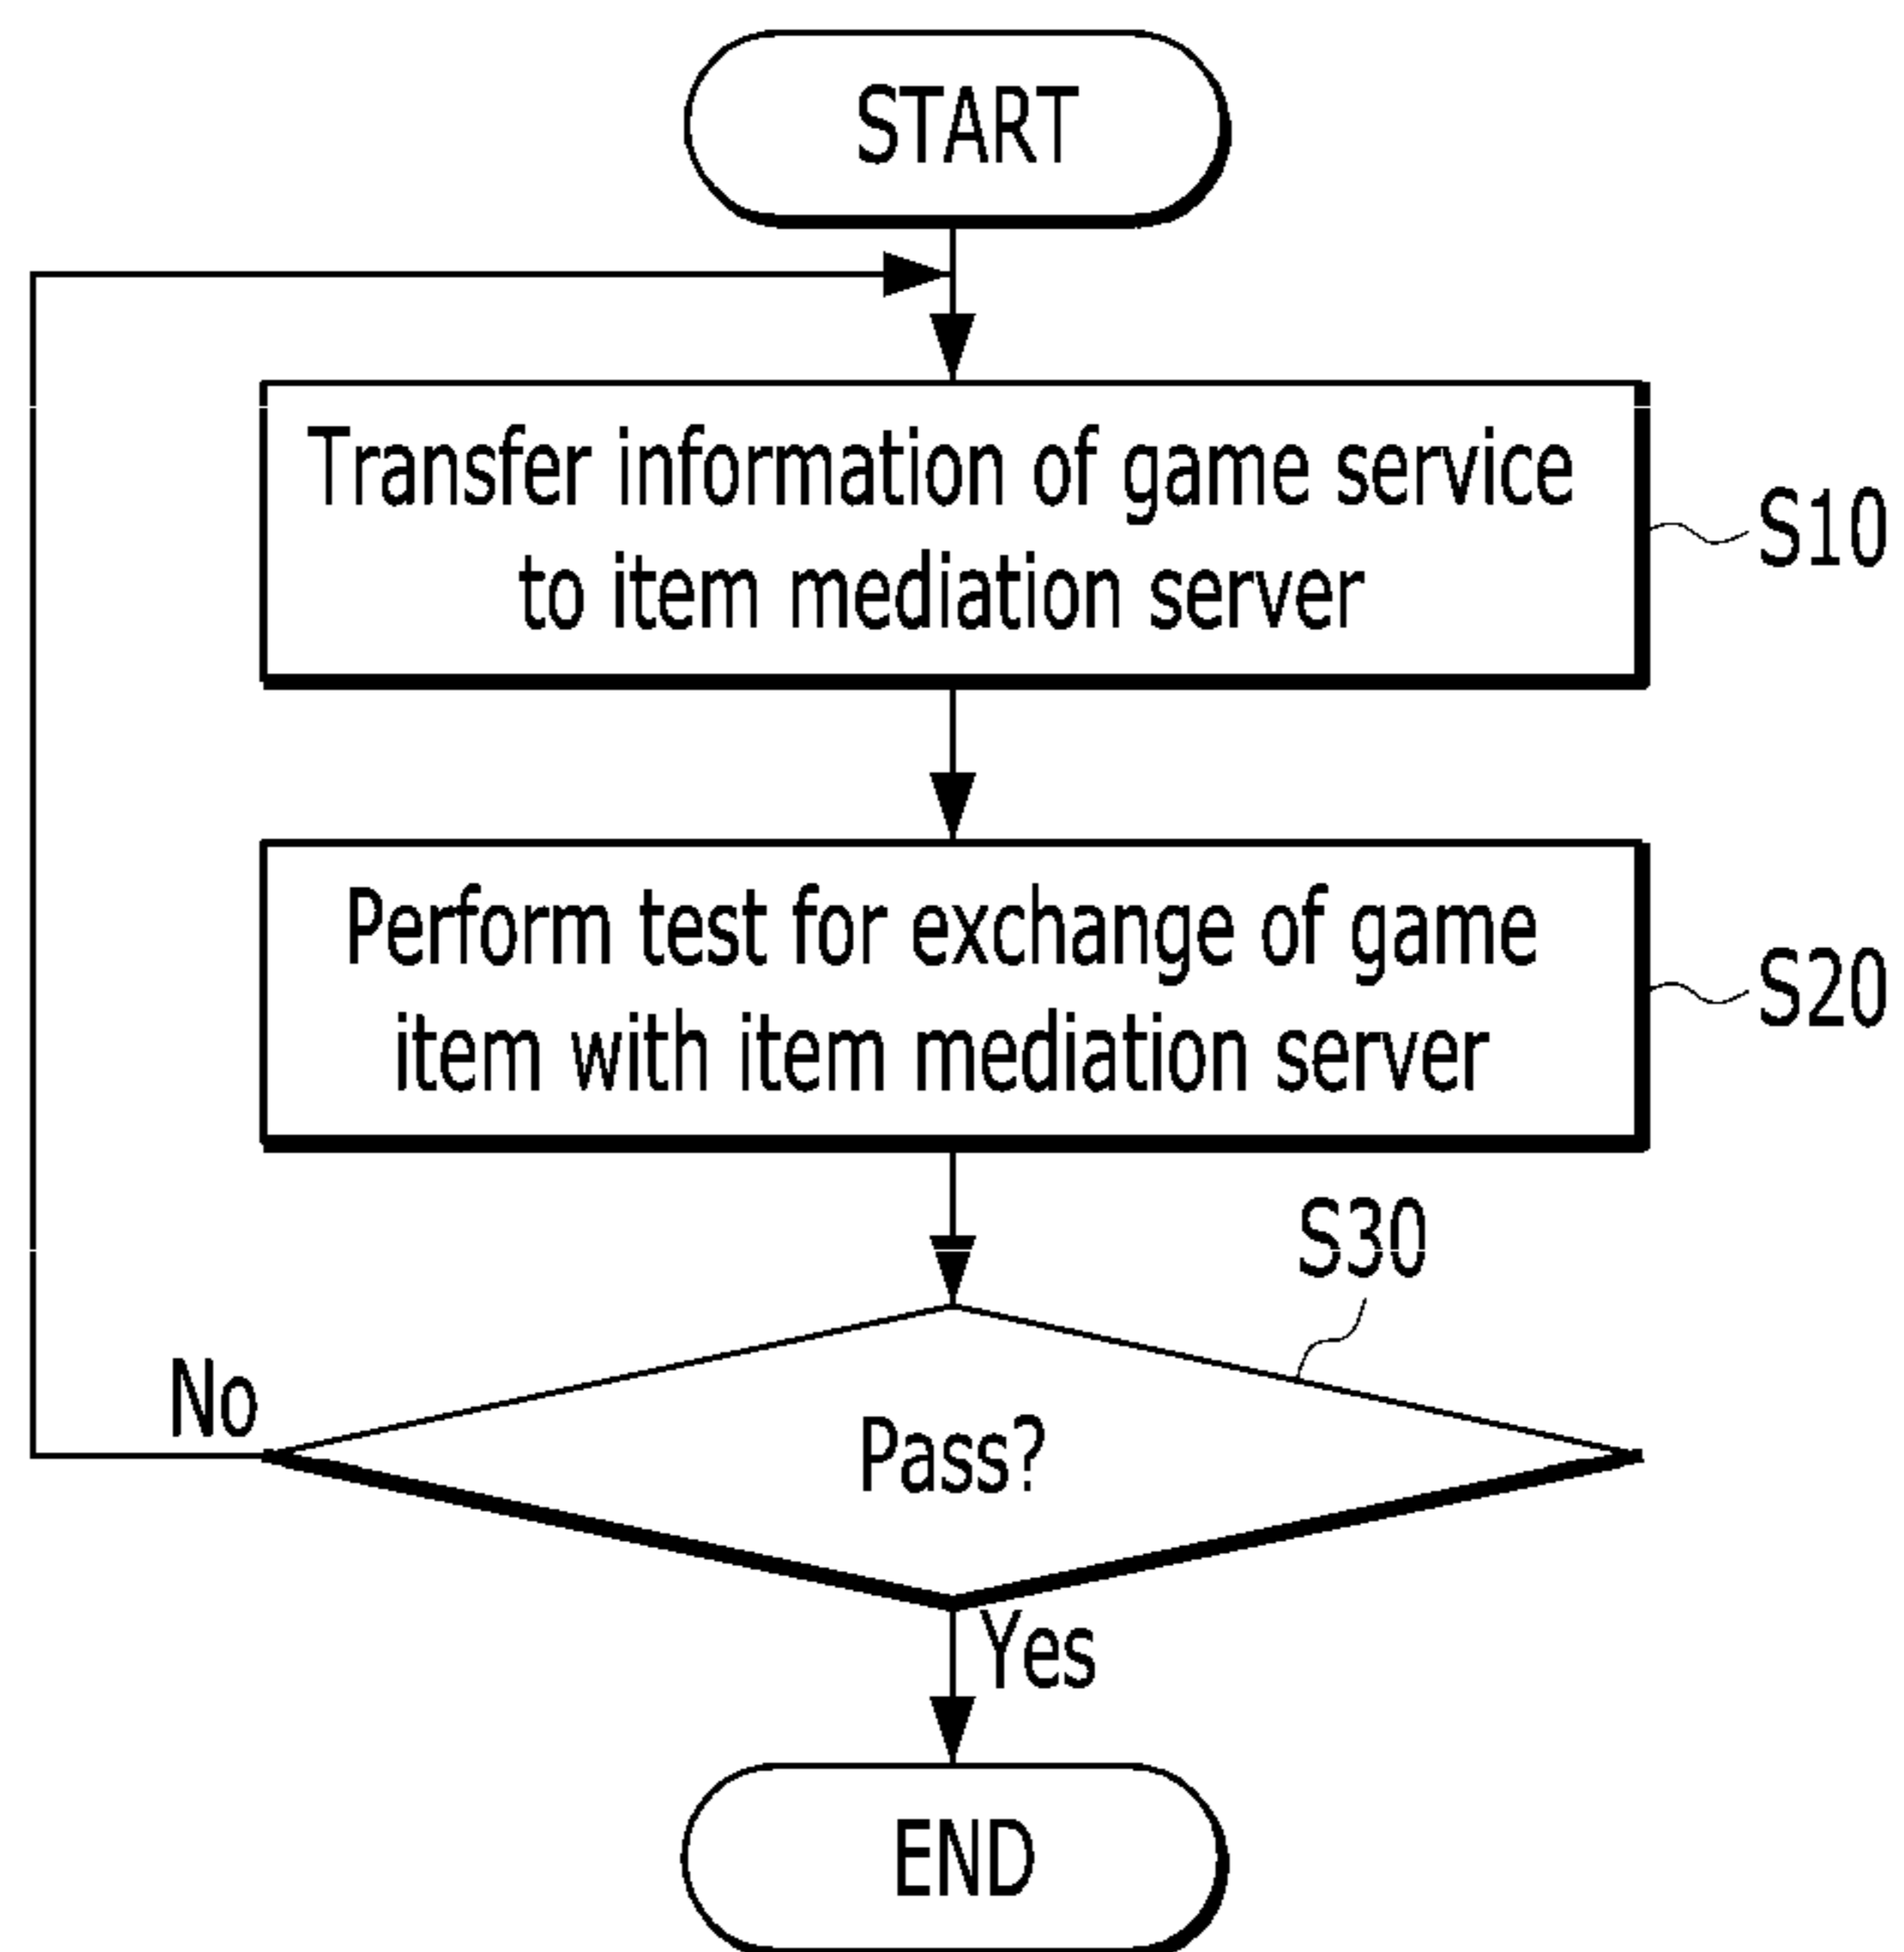 START
Transfer information of game service
to item mediation server
S10
Perform test for exchange of game
item with item mediation server
S20
S30
No
Pass?
Yes
END